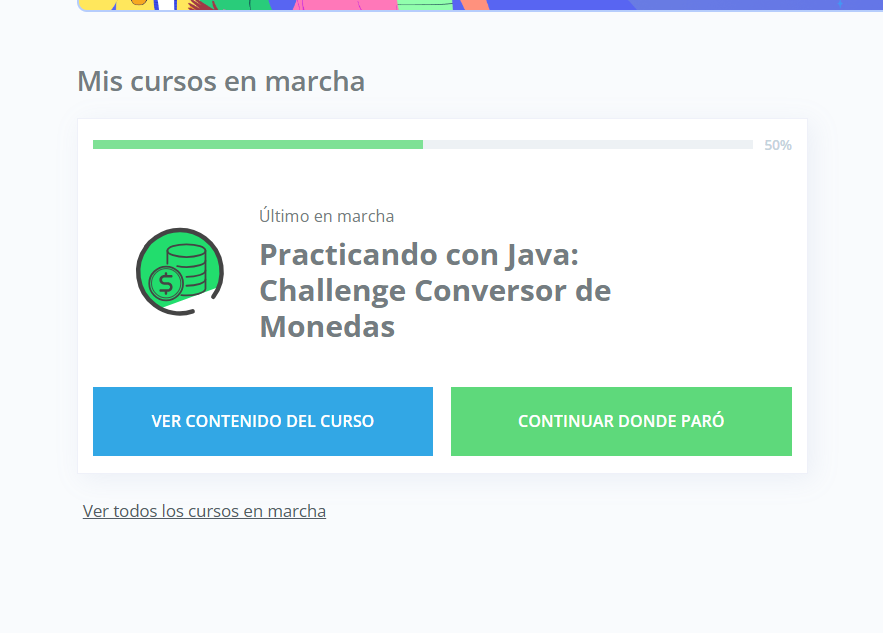 Mis cursos en marcha
50%
Último en marcha
Practicando con Java:
Challenge Conversor de
Monedas
$
VER CONTENIDO DEL CURSO
CONTINUAR DONDE PARÓ
Ver todos los cursos en marcha